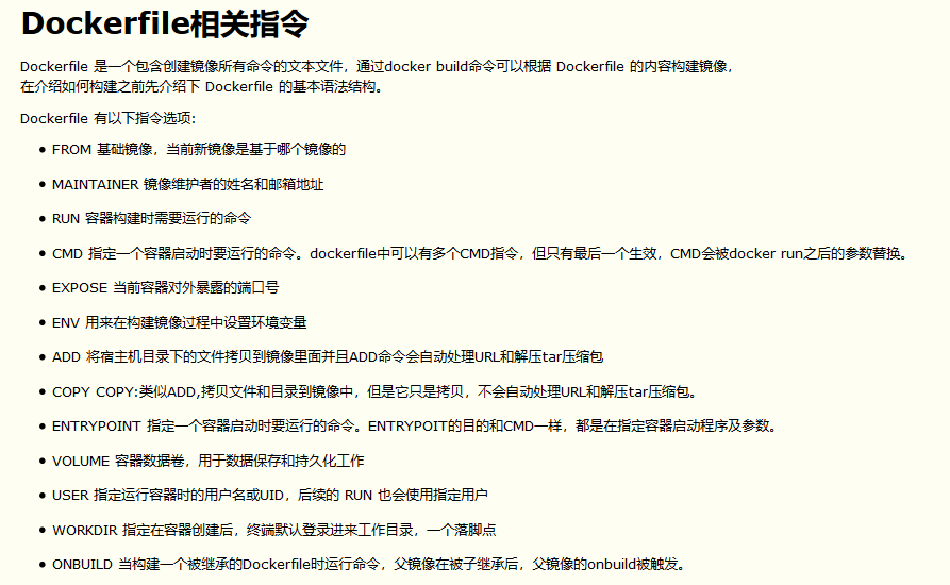 Dockerfile相关指令
Dockerfile 是一个包含创建镜像所有命令的文本文件，通过docker build命令可以根据 Dockerfile 的内容构建镜像，
在介绍如何构建之前先介绍下 Dockerfile 的基本语法结构。
Dockerfile 有以下指令选项：
● FROM 基础镜像，当前新镜像是基于哪个镜像的
● MAINTAINER 镜像维护者的姓名和邮箱地址
● RUN 容器构建时需要运行的命令
● CMD 指定一个容器启动时要运行的命令。dockerfile中可以有多个CMD指令，但只有最后一个生效，CMD会被docker run之后的参数替换。
● EXPOSE 当前容器对外暴露的端口号
● ENV 用来在构建镜像过程中设置环境变量
● ADD 将宿主机目录下的文件拷贝到镜像里面并且ADD命令会自动处理URL和解压tar压缩包
● COPY COPY:类似ADD,拷贝文件和目录到镜像中，但是它只是拷贝，不会自动处理URL和解压tar压缩包。
● ENTRYPOINT 指定一个容器启动时要运行的命令。ENTRYPOIT的目的和CMD一样，都是在指定容器启动程序及参数。
● VOLUME 容器数据卷，用于数据保存和持久化工作
● USER 指定运行容器时的用户名或UID，后续的 RUN 也会使用指定用户
● WORKDIR 指定在容器创建后，终端默认登录进来工作目录，一个落脚点
● ONBUILD 当构建一个被继承的Dockerfile时运行命令，父镜像在被子继承后，父镜像的onbuild被触发。